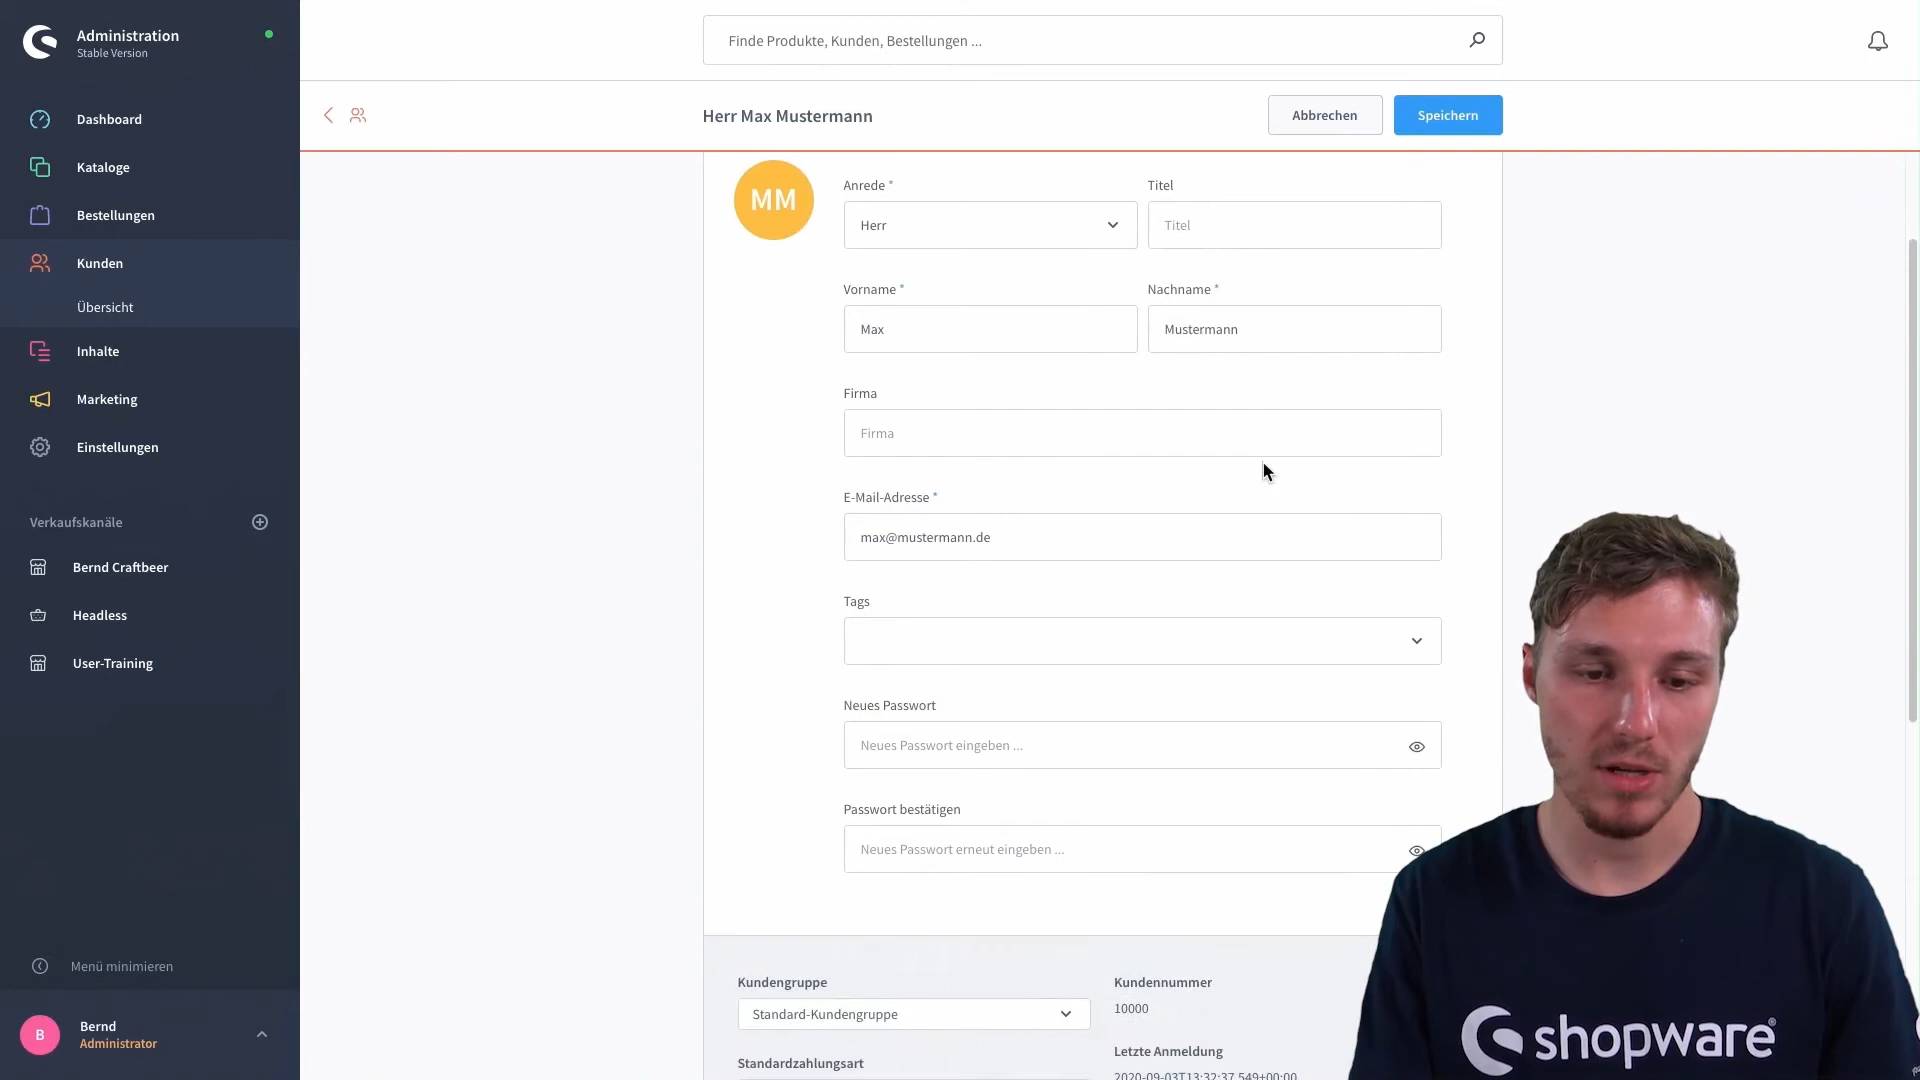 Administration
Stable Version
Dashboard
Kataloge
Bestellungen
Kunden
Übersicht
Inhalte
Marketing
Einstellungen
Verkaufskanäle
Bernd Craftbeer
Headless
User-Training
Menü minimieren
B
Bernd
Administrator
Finde Produkte, Kunden, Bestellungen ...
Herr Max Mustermann
Abbrechen
Speichern
MM
Anrede *
Titel
Herr
Titel
Vorname *
Nachname *
Max
Mustermann
Firma
Firma
E-Mail-Adresse *
max@mustermann.de
Tags
Neues Passwort
Neues Passwort eingeben ...
Passwort bestätigen
Neues Passwort erneut eingeben ...
Kundengruppe
Kundennummer
Standard-Kundengruppe
10000
Letzte Anmeldung
Standardzahlungsart
2020-09-03T13:32:37.549+00:00
shopware®